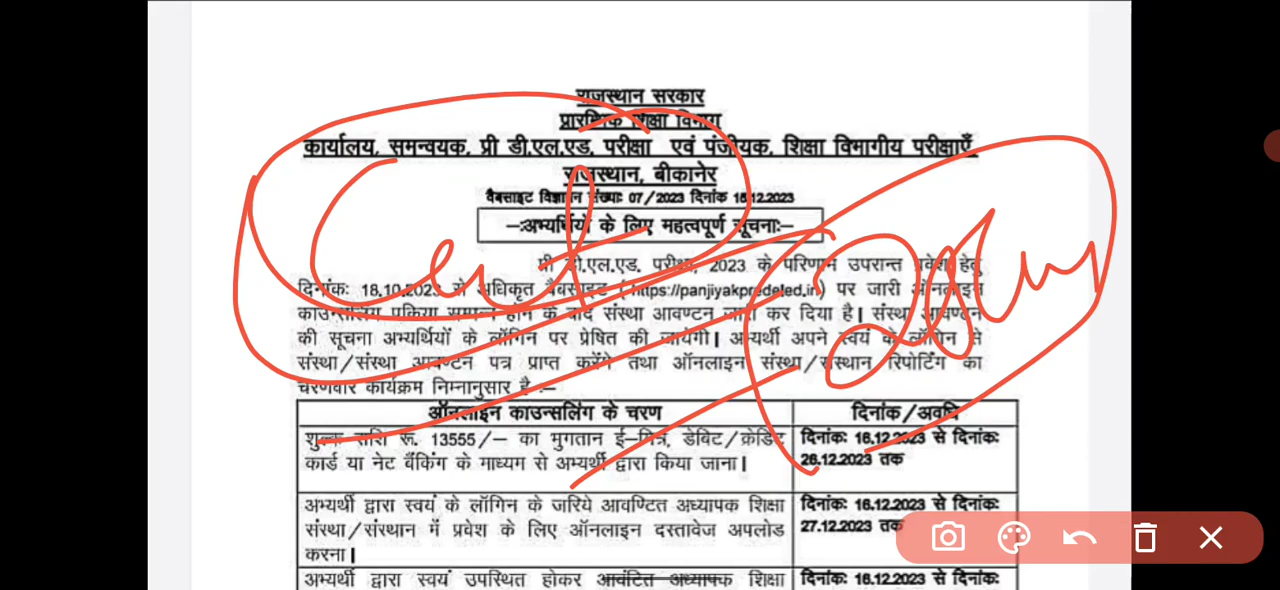 राजस्थान सरकार
प्रारम्भिक शिक्षा विभाग
कार्यालय, समन्वयक, प्री डी.एल.एड. परीक्षा एवं पंजीयक, शिक्षा विभागीय परीक्षाएँ,
राजस्थान, बीकानेर
वैबसाइट विज्ञापन संख्याः 07/2023 दिनांक .12.2023
–:अभ्यर्थियों के लिए महत्वपूर्ण सूचनाः–
प्री डी.एल.एड. परीक्षा, 2023 के परिणाम उपरान्त प्रवेश हेतु
दिनांकः 18.10.2023 से अधिकृत वैबसाइट (https://panjiyakpredeled.in) पर जारी ऑनलाइन
काउन्सलिंग प्रकिया सम्पन्न होने के बाद संस्था आवण्टन जारी कर दिया है। संस्था आवण्टन
की सूचना अभ्यर्थियों के लॉगिन पर प्रेषित की जायेगी। अभ्यर्थी अपने स्वयं के लॉगिन से
संस्था/संस्था आवण्टन पत्र प्राप्त करेंगे तथा ऑनलाइन संस्था/संस्थान रिपोर्टिंग का
चरणवार कार्यक्रम निम्नानुसार है :–
ऑनलाइन काउन्सलिंग के चरण दिनांक/अवधि
शुल्क राशि रू. 13555/– का भुगतान ई–मित्र, डेबिट/क्रेडिट
कार्ड या नेट बैंकिंग के माध्यम से अभ्यर्थी द्वारा किया जाना।
दिनांकः 16.12.2023 से दिनांकः
26.12.2023 तक
अभ्यर्थी द्वारा स्वयं के लॉगिन के जरिये आवण्टित अध्यापक शिक्षा
संस्था/संस्थान में प्रवेश के लिए ऑनलाइन दस्तावेज अपलोड
करना।
दिनांकः 16.12.2023 से दिनांकः
27.12.2023 तक
अभ्यर्थी द्वारा स्वयं उपस्थित होकर आवंटित अध्यापक शिक्षा
दिनांकः 16.12.2023 से दिनांकः